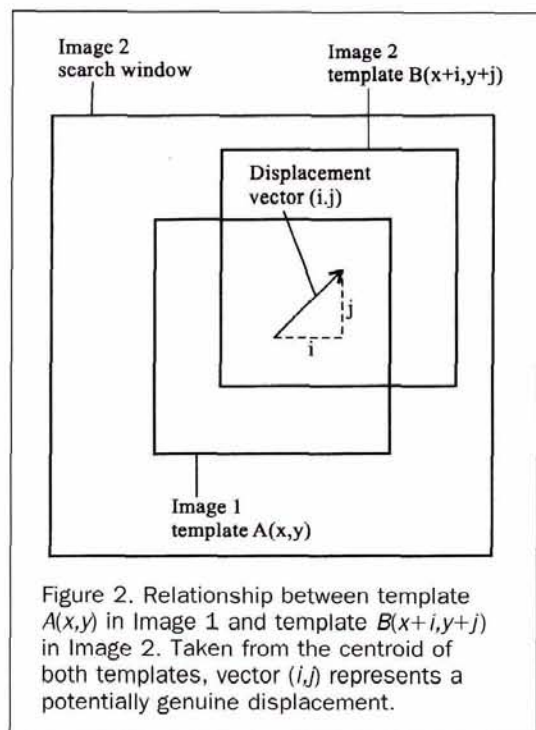 Image 2
search window
Image 2
template B(x+i,y+j)
Displacement
vector (i.j)
j
i
Image 1
template A(x,y)
Figure 2. Relationship between template
A(x,y) in Image 1 and template B(x+i,y+j)
in Image 2. Taken from the centroid of
both templates, vector (i,j) represents a
potentially genuine displacement.